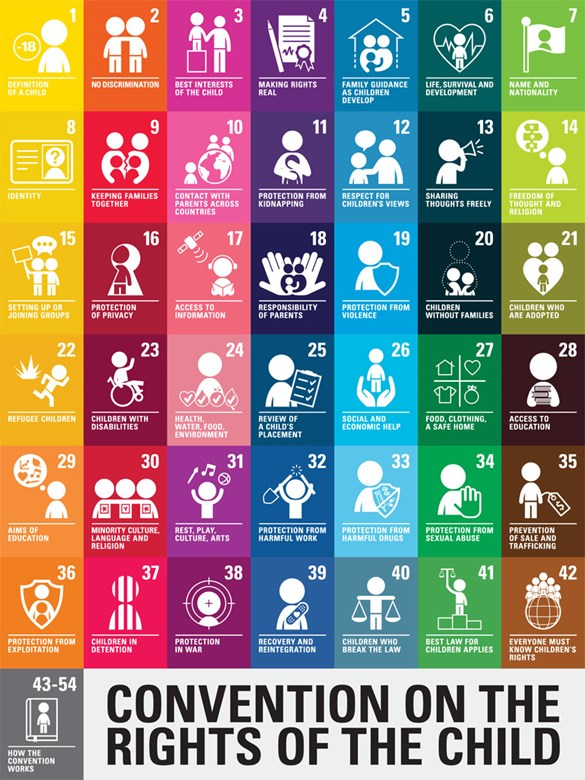 1
-18
DEFINITION
OF A CHILD
2
NO DISCRIMINATION
3
BEST INTERESTS
OF THE CHILD
4
MAKING RIGHTS
REAL
5
FAMILY GUIDANCE
AS CHILDREN
DEVELOP
6
LIFE, SURVIVAL AND
DEVELOPMENT
7
NAME AND
NATIONALITY
8
?
IDENTITY
9
KEEPING FAMILIES
TOGETHER
10
CONTACT WITH
PARENTS ACROSS
COUNTRIES
11
PROTECTION FROM
KIDNAPPING
12
RESPECT FOR
CHILDREN'S VIEWS
13
SHARING
THOUGHTS FREELY
14
FREEDOM OF
THOUGHT AND
RELIGION
15
SETTING UP OR
JOINING GROUPS
16
PROTECTION
OF PRIVACY
17
ACCESS TO
INFORMATION
18
RESPONSIBILITY
OF PARENTS
19
PROTECTION FROM
VIOLENCE
20
CHILDREN
WITHOUT FAMILIES
21
CHILDREN WHO
ARE ADOPTED
22
REFUGEE CHILDREN
23
CHILDREN WITH
DISABILITIES
24
HEALTH,
WATER, FOOD,
ENVIRONMENT
25
REVIEW OF
A CHILD'S
PLACEMENT
26
SOCIAL AND
ECONOMIC HELP
27
FOOD, CLOTHING,
A SAFE HOME
28
ACCESS TO
EDUCATION
29
AIMS OF
EDUCATION
30
MINORITY CULTURE,
LANGUAGE AND
RELIGION
31
REST, PLAY,
CULTURE, ARTS
32
PROTECTION FROM
HARMFUL WORK
33
PROTECTION FROM
HARMFUL DRUGS
34
PROTECTION FROM
SEXUAL ABUSE
35
PREVENTION
OF SALE AND
TRAFFICKING
36
PROTECTION FROM
EXPLOITATION
37
CHILDREN IN
DETENTION
38
PROTECTION
IN WAR
39
RECOVERY AND
REINTEGRATION
40
CHILDREN WHO
BREAK THE LAW
41
BEST LAW FOR
CHILDREN APPLIES
42
EVERYONE MUST
KNOW CHILDREN'S
RIGHTS
43-54
HOW THE
CONVENTION
WORKS
CONVENTION ON THE
RIGHTS OF THE CHILD